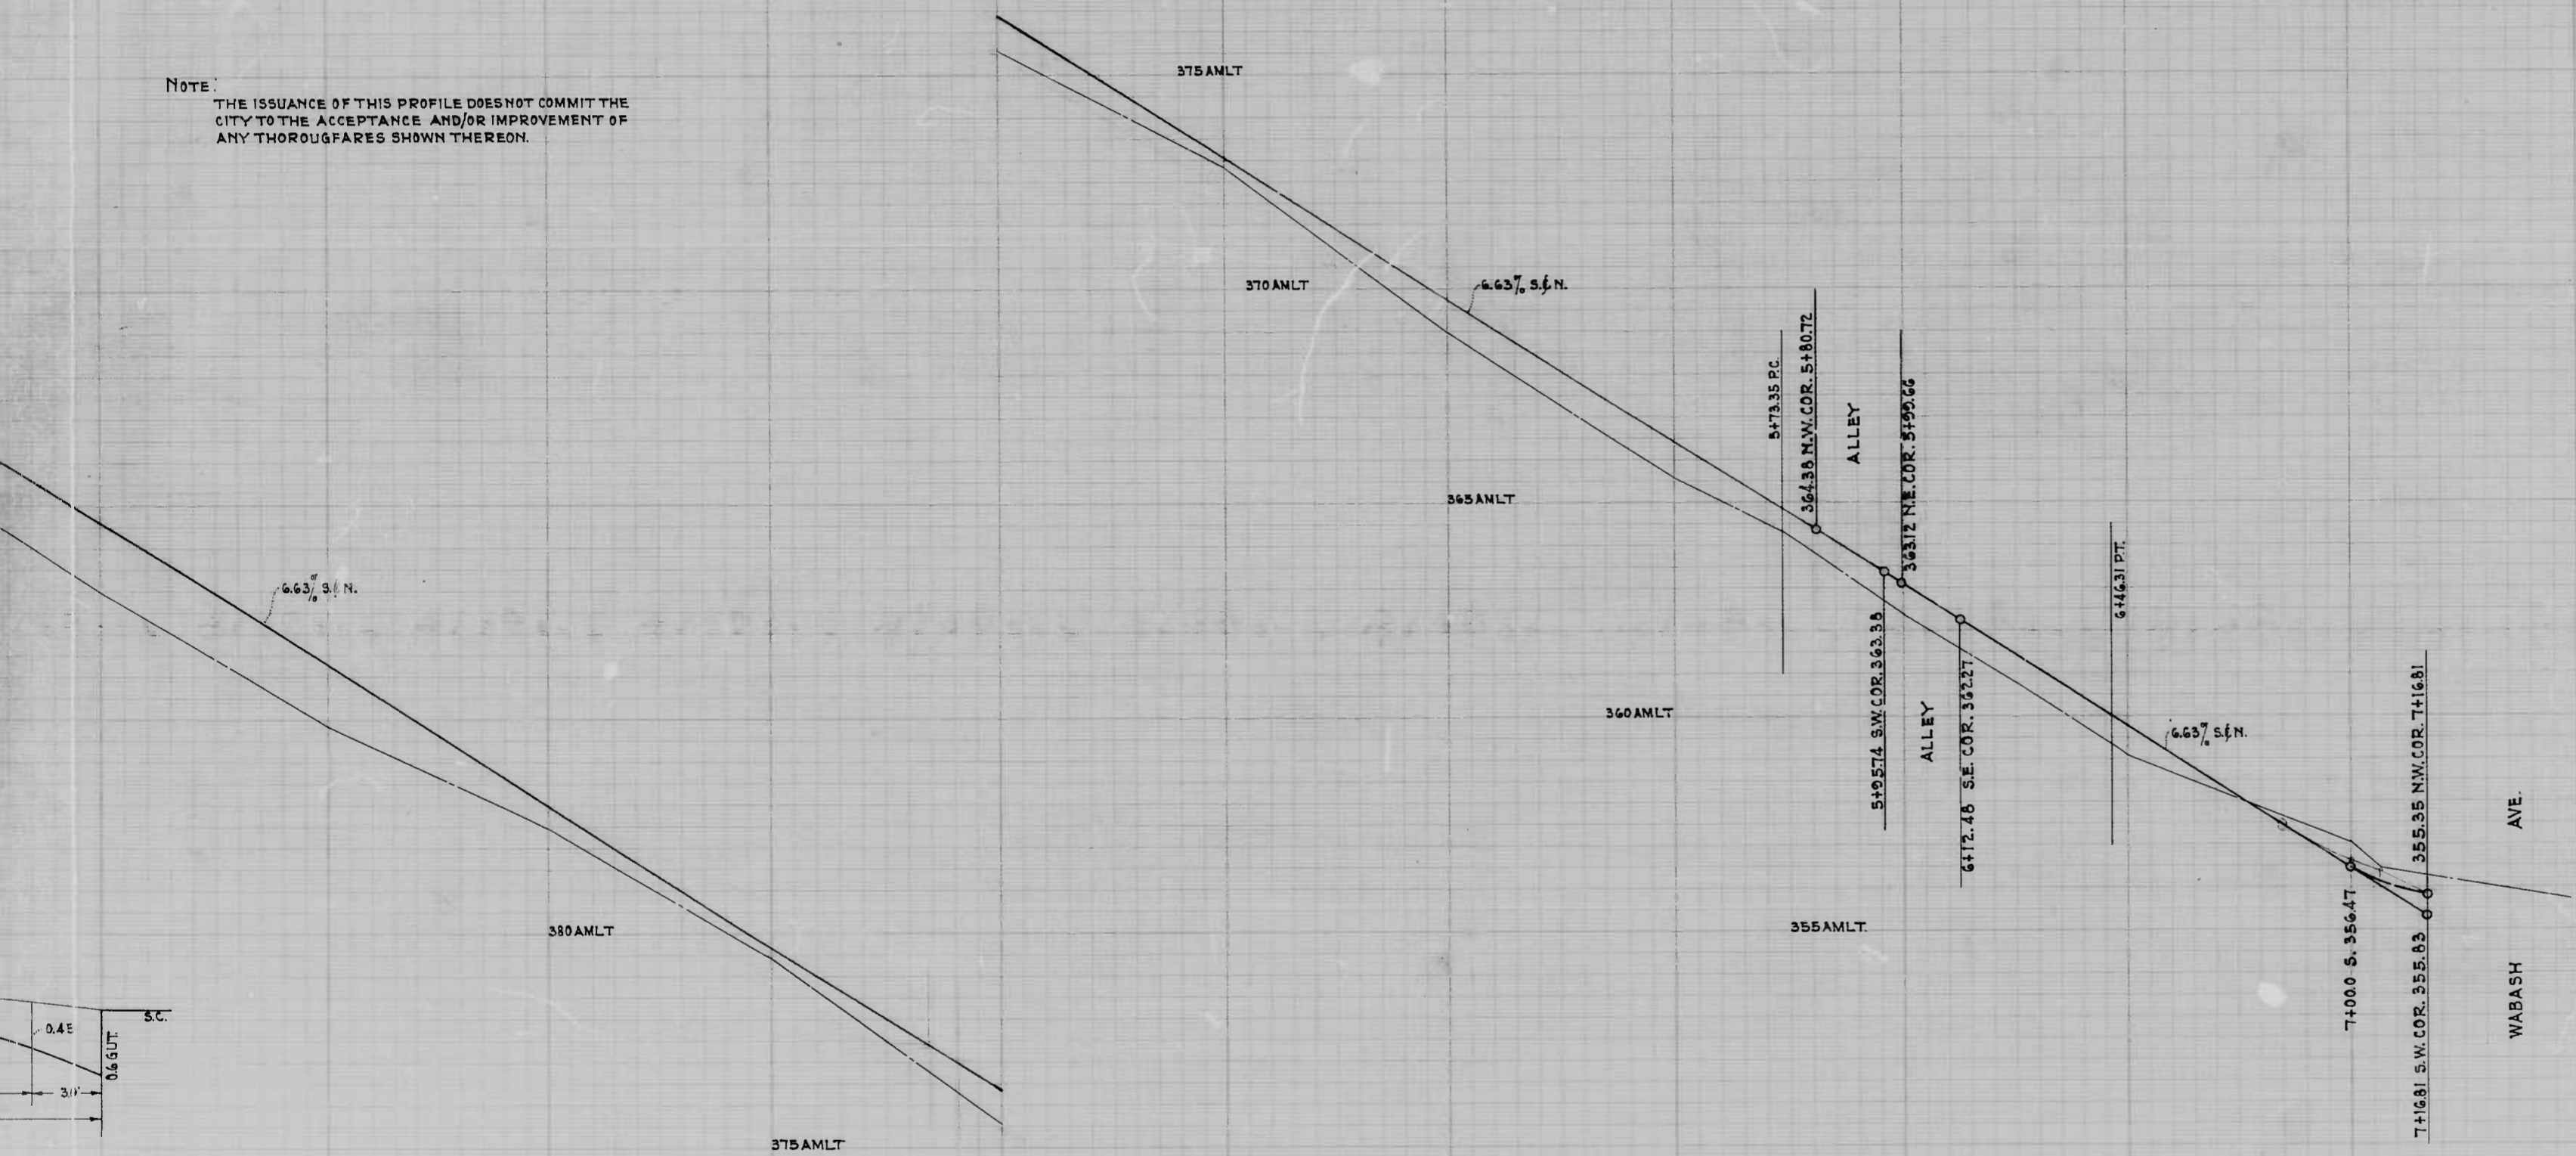 NOTE:
THE ISSUANCE OF THIS PROFILE DOES NOT COMMIT THE
CITY TO THE ACCEPTANCE AND/OR IMPROVEMENT OF
ANY THOROUGFARES SHOWN THEREON.
375 AMLT
370 AMLT
6.63% S.&N.
365 AMLT
5+73.35 P.C.
364.38 N.W. COR. 5+80.72
ALLEY
363.12 N.E. COR. 5+99.66
6.63% S.&N.
5+95.74 S.W. COR. 363.38
ALLEY
6+12.48 S.E. COR. 362.27
6+46.31 P.T.
360 AMLT
6.63% S.&N.
355.35 N.W. COR. 7+16.81
AVE.
WABASH
380 AMLT
355 AMLT.
7+00.0 S. 356.47
7+16.81 S.W. COR. 355.83
S.C.
0.45
0.6 GUT.
3.0'
375 AMLT